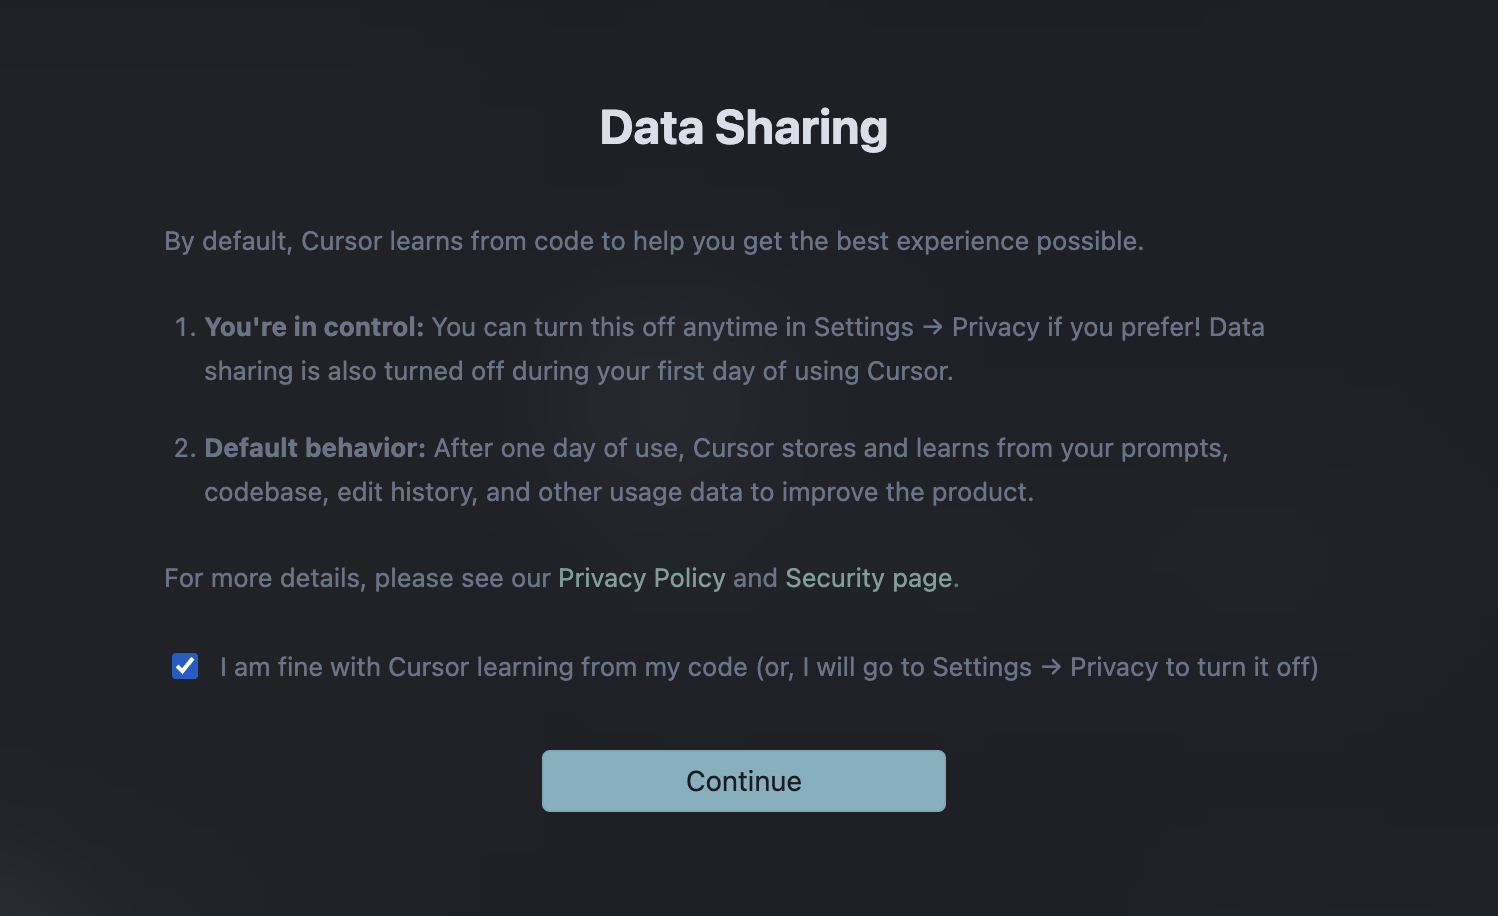 Data Sharing
By default, Cursor learns from code to help you get the best experience possible.
1. You're in control: You can turn this off anytime in Settings → Privacy if you prefer! Data
sharing is also turned off during your first day of using Cursor.
2. Default behavior: After one day of use, Cursor stores and learns from your prompts,
codebase, edit history, and other usage data to improve the product.
For more details, please see our Privacy Policy and Security page.
I am fine with Cursor learning from my code (or, I will go to Settings → Privacy to turn it off)
Continue